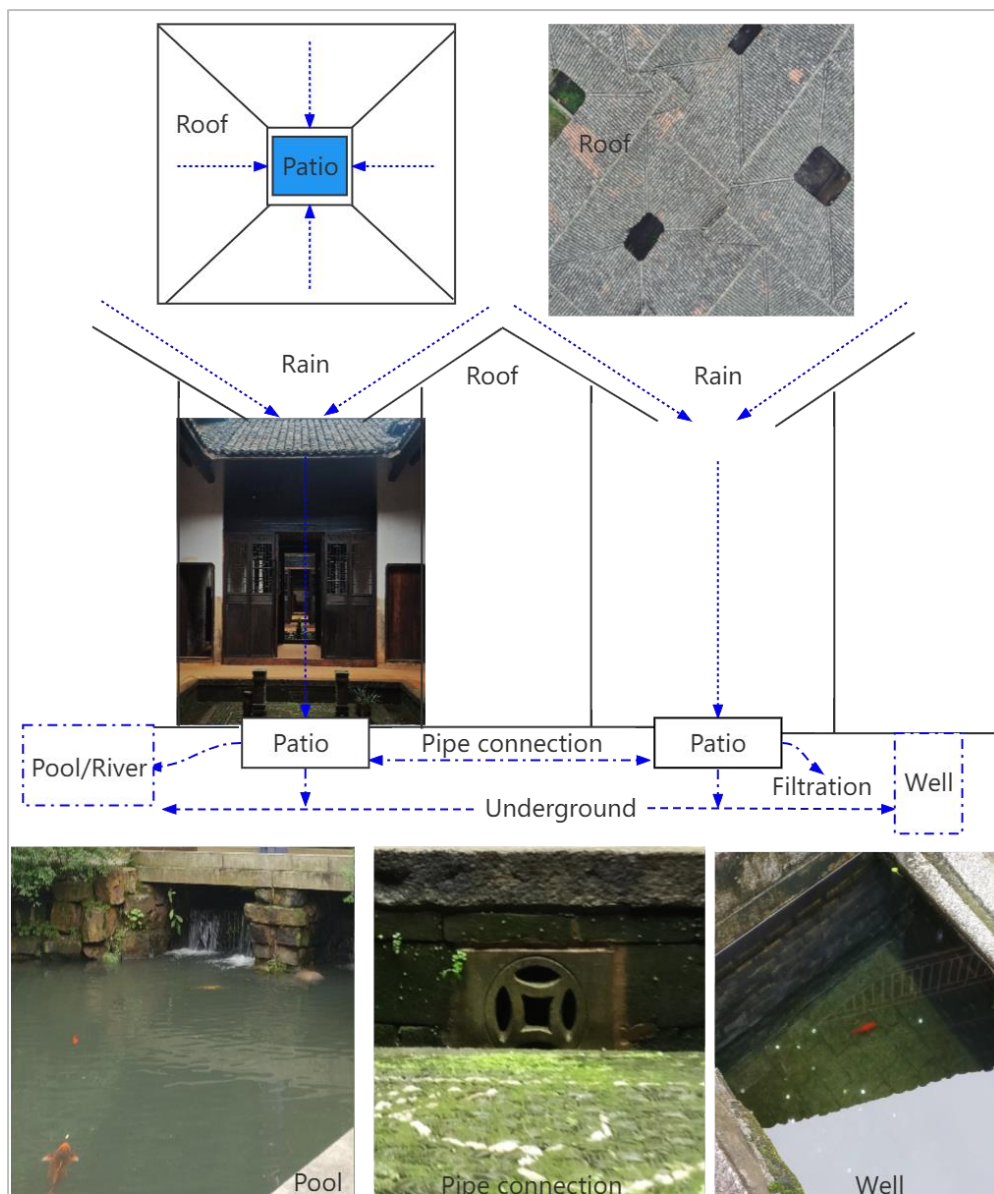 Roof
Patio
Roof
Rain
Roof
Rain
Patio
Pipe connection
Patio
Pool/River
Filtration
Well
Underground
Pool
Pipe connection
Well